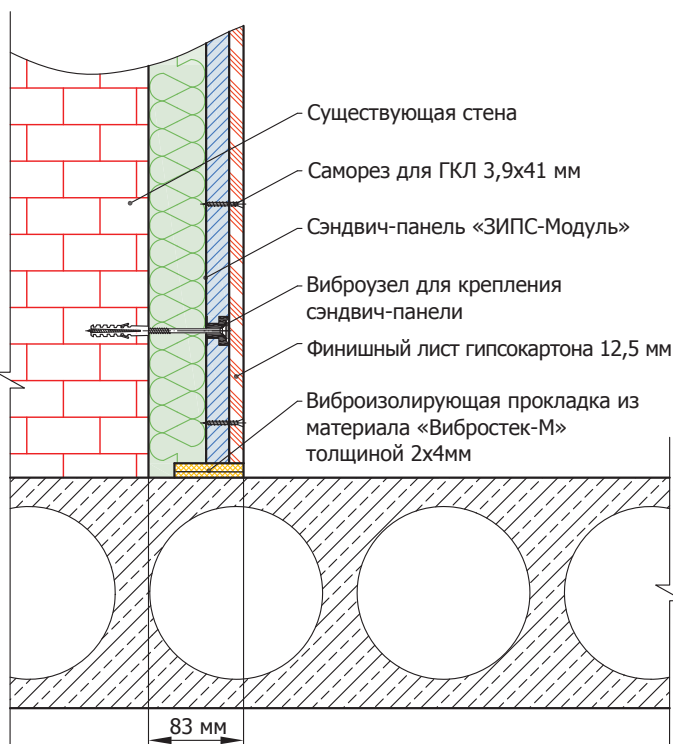 Существующая стена
Саморез для ГКЛ 3,9х41 мм
Сэндвич-панель «ЗИПС-Модуль»
Виброузел для крепления
сэндвич-панели
Финишный лист гипсокартона 12,5 мм
Виброизолирующая прокладка из
материала «Вибростек-М»
толщиной 2х4мм
83 мм